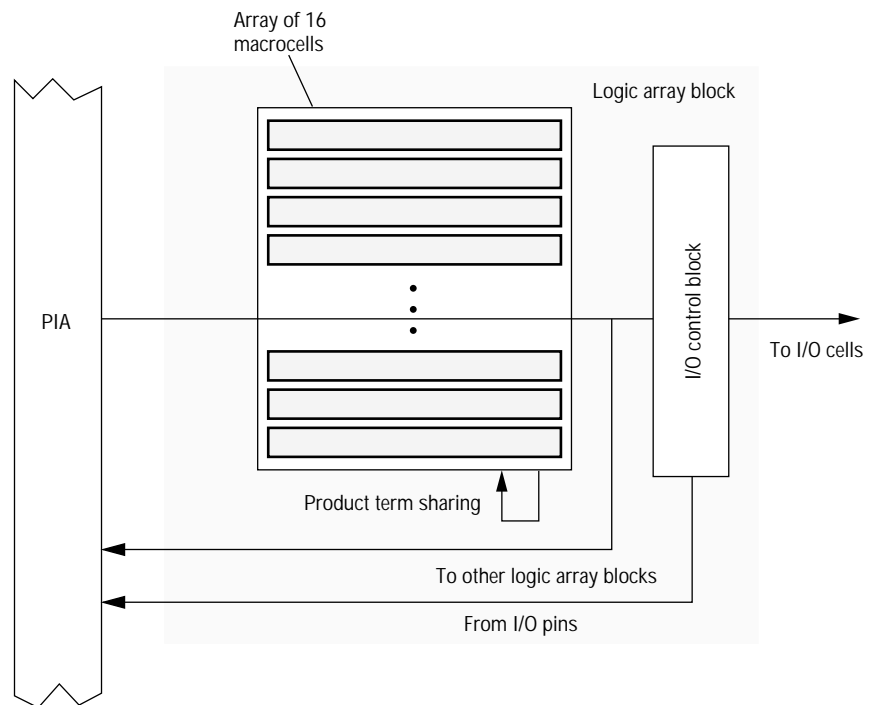 Array of 16
macrocells
Logic array block
PIA
I/O control block
To I/O cells
Product term sharing
To other logic array blocks
From I/O pins